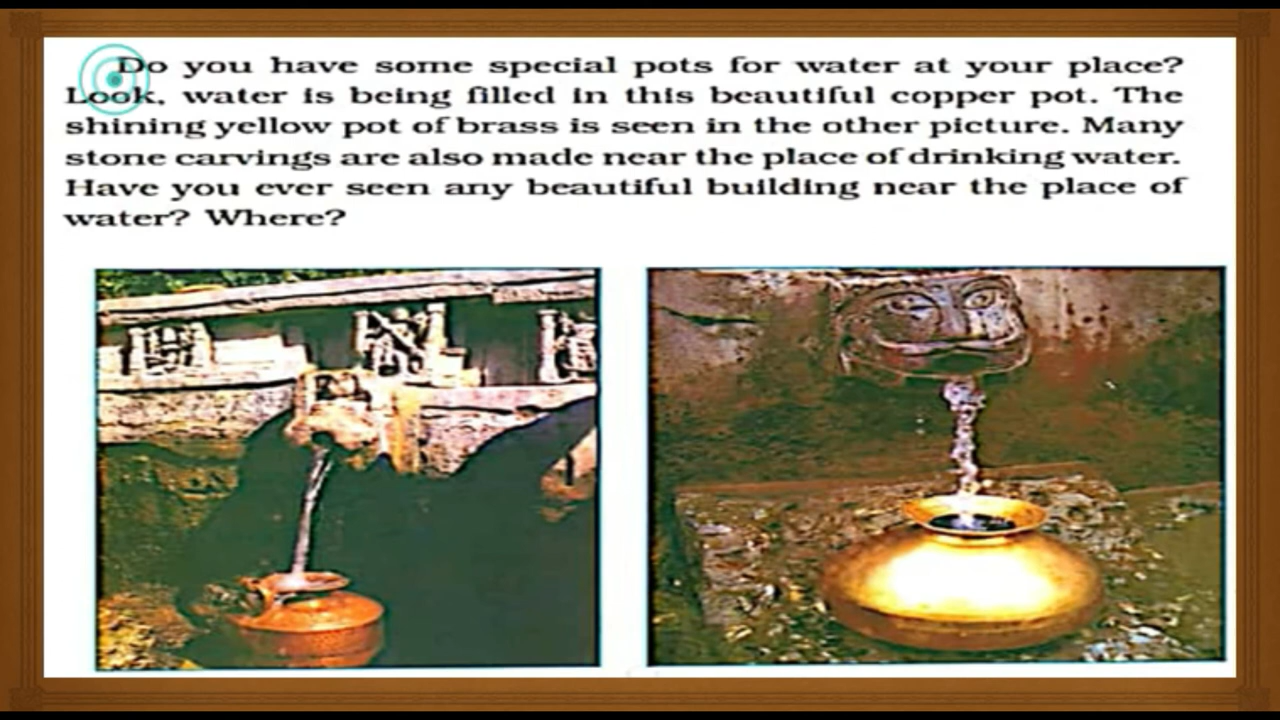 Do you have some special pots for water at your place?
Look, water is being filled in this beautiful copper pot. The
shining yellow pot of brass is seen in the other picture. Many
stone carvings are also made near the place of drinking water.
Have you ever seen any beautiful building near the place of
water? Where?